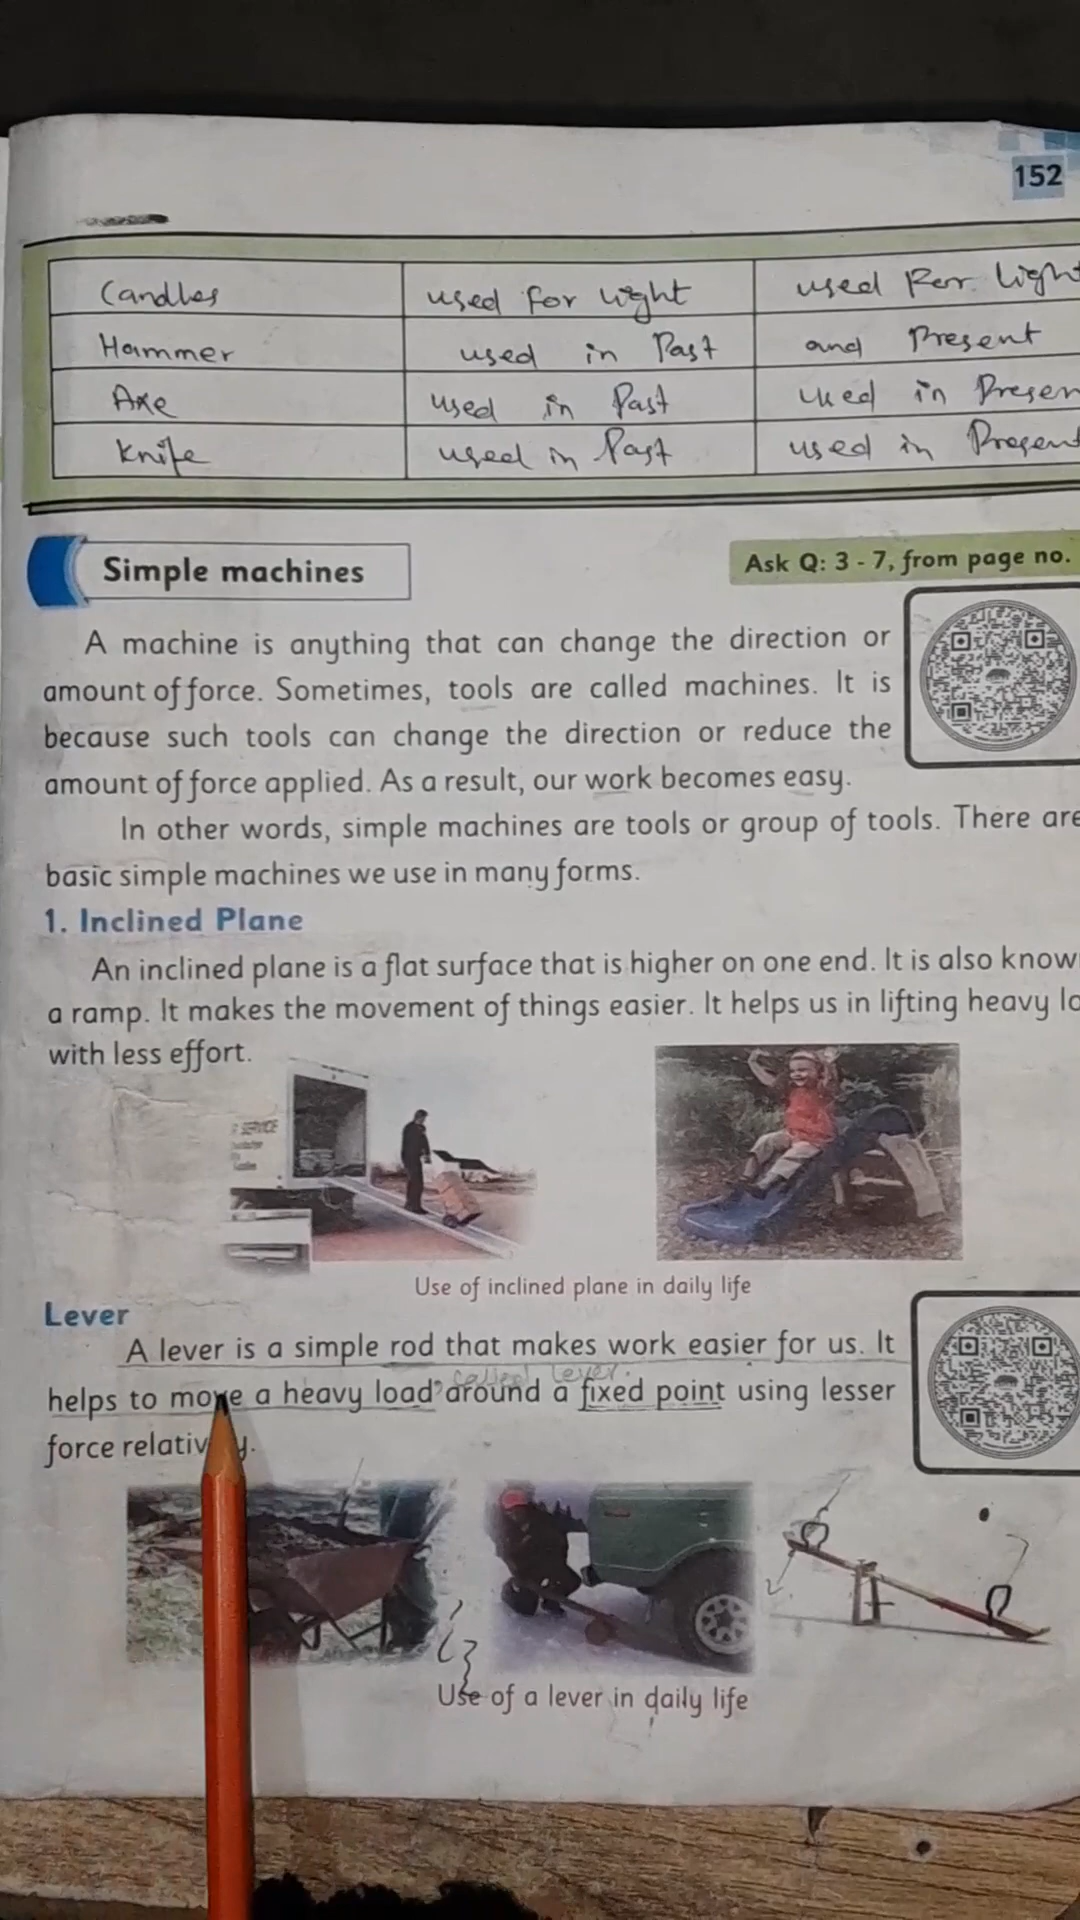 152
Candles used for light used for light
Hammer used in Past and Present
Axe used in Past used in Presen
Knife used in Past used in Present
Simple machines
Ask Q: 3 - 7, from page no.
A machine is anything that can change the direction or
amount of force. Sometimes, tools are called machines. It is
because such tools can change the direction or reduce the
amount of force applied. As a result, our work becomes easy.
In other words, simple machines are tools or group of tools. There are
basic simple machines we use in many forms.
1. Inclined Plane
An inclined plane is a flat surface that is higher on one end. It is also know
a ramp. It makes the movement of things easier. It helps us in lifting heavy lo
with less effort.
SERVICE
Use of inclined plane in daily life
Lever
A lever is a simple rod that makes work easier for us. It
called lever.
helps to move a heavy load around a fixed point using lesser
force relativ y.
Use of a lever in daily life